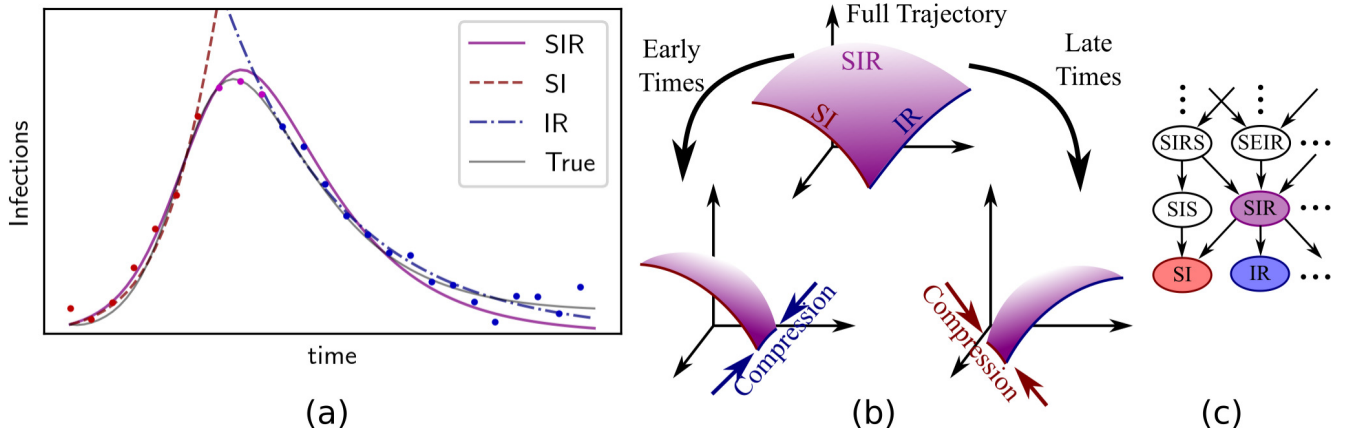 SIR
SI
IR
True
Infections
time
(a)
Full Trajectory
Early
Times
Late
Times
SIR
SI
IR
Compression
Compression
(b)
SIRS
SEIR
SIS
SIR
SI
IR
(c)